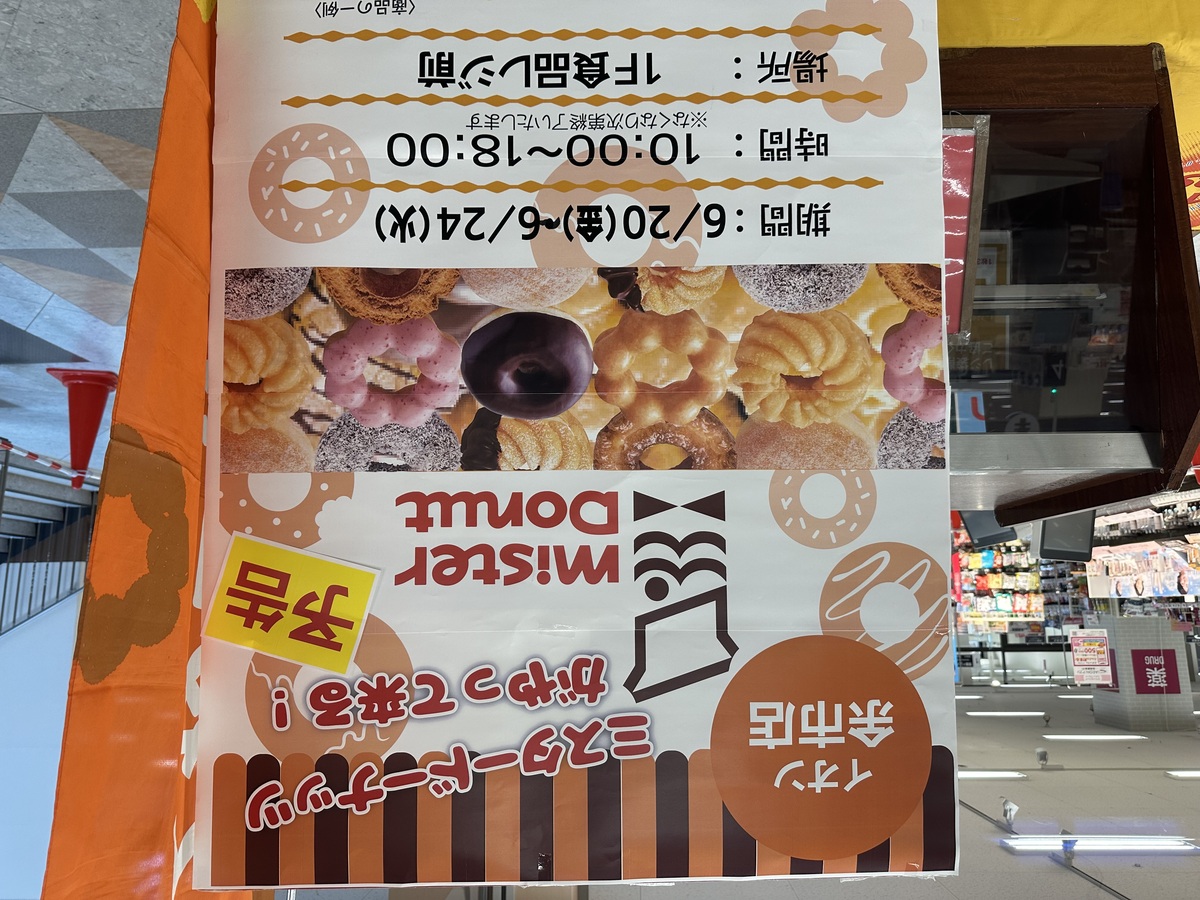 イオン
余市店
ミスタードーナッツ
がやって来る！
予告
mister
Donut
期間：6/20(金)~6/24(火)
時間：10:00~18:00
※なくなり次第終了いたします
場所：1F食品レジ前
〈商品の一例〉
薬
DRUG